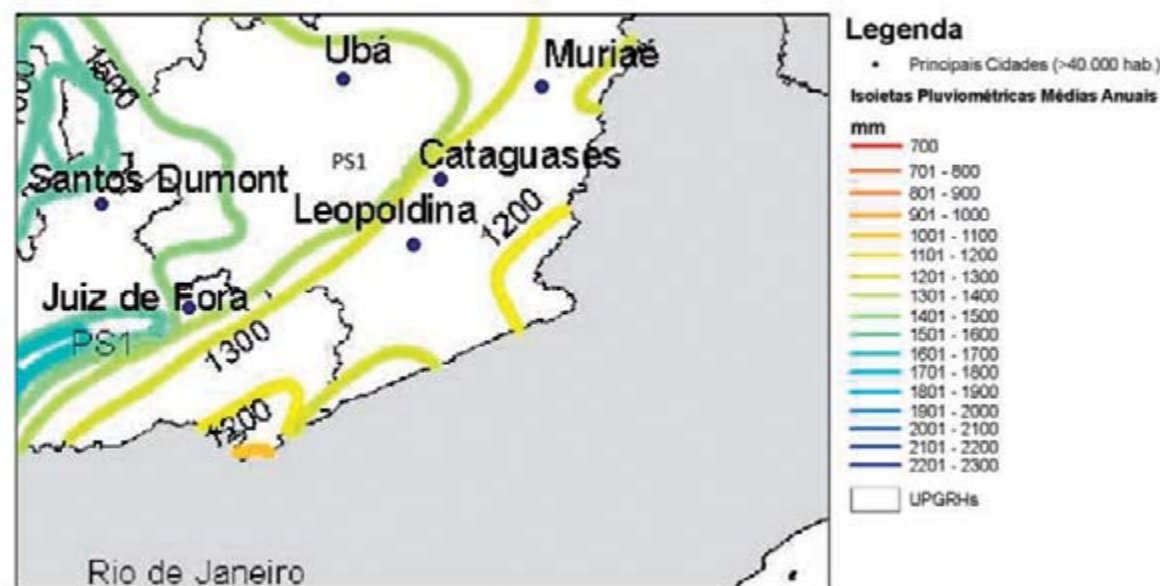 1500
Ubá
Muriaé
PS1
Cataguases
Santos Dumont
Leopoldina
1200
Juiz de Fora
PS1
1300
1200
Rio de Janeiro
Legenda
Principais Cidades (>40.000 hab.)
Isoietas Pluviométricas Médias Anuais
mm
700
701 - 800
801 - 900
901 - 1000
1001 - 1100
1101 - 1200
1201 - 1300
1301 - 1400
1401 - 1500
1501 - 1600
1601 - 1700
1701 - 1800
1801 - 1900
1901 - 2000
2001 - 2100
2101 - 2200
2201 - 2300
UPGRHs